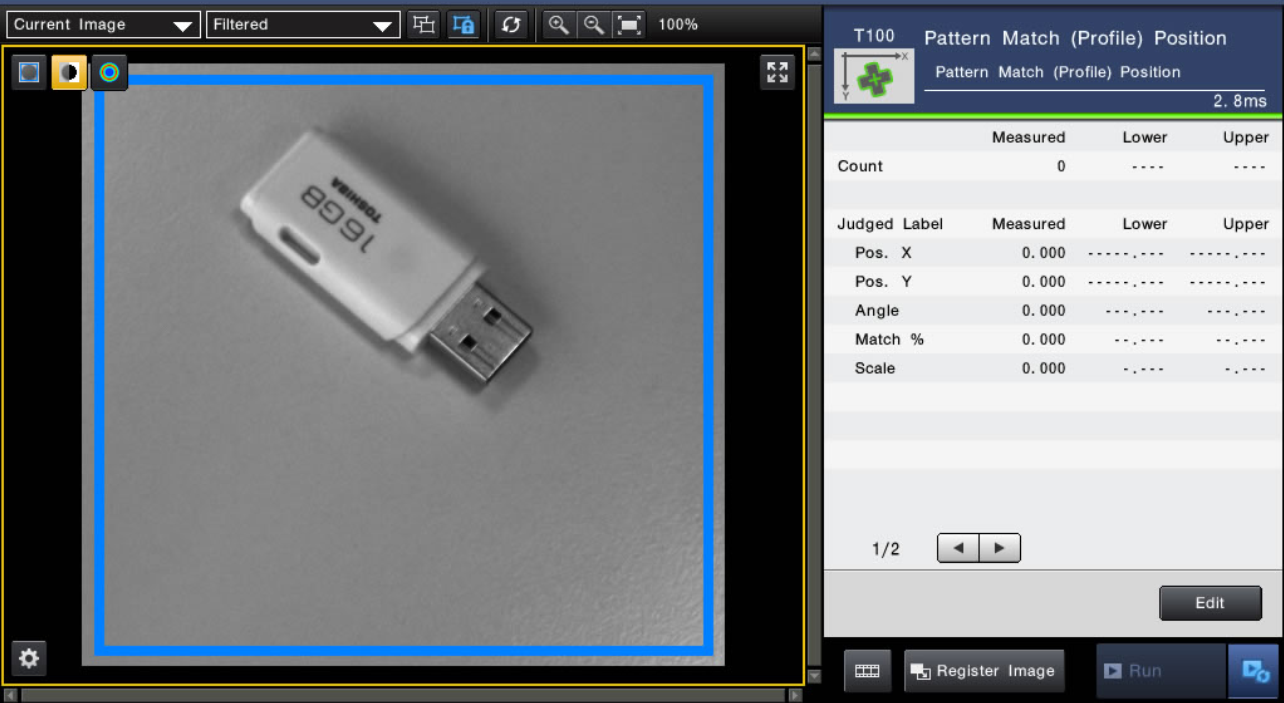 Current Image
Filtered
100%
T100
Pattern Match (Profile) Position
Pattern Match (Profile) Position
X
Y
2.8ms
TOSHIBA
16GB
Measured Lower Upper
Count 0 ---- ----
Judged Label Measured Lower Upper
Pos. X 0.000 -----.--- -----.---
Pos. Y 0.000 -----.--- -----.---
Angle 0.000 ---.--- ---.---
Match % 0.000 --.--- --.---
Scale 0.000 -.--- -.---
1/2
Edit
Register Image
Run